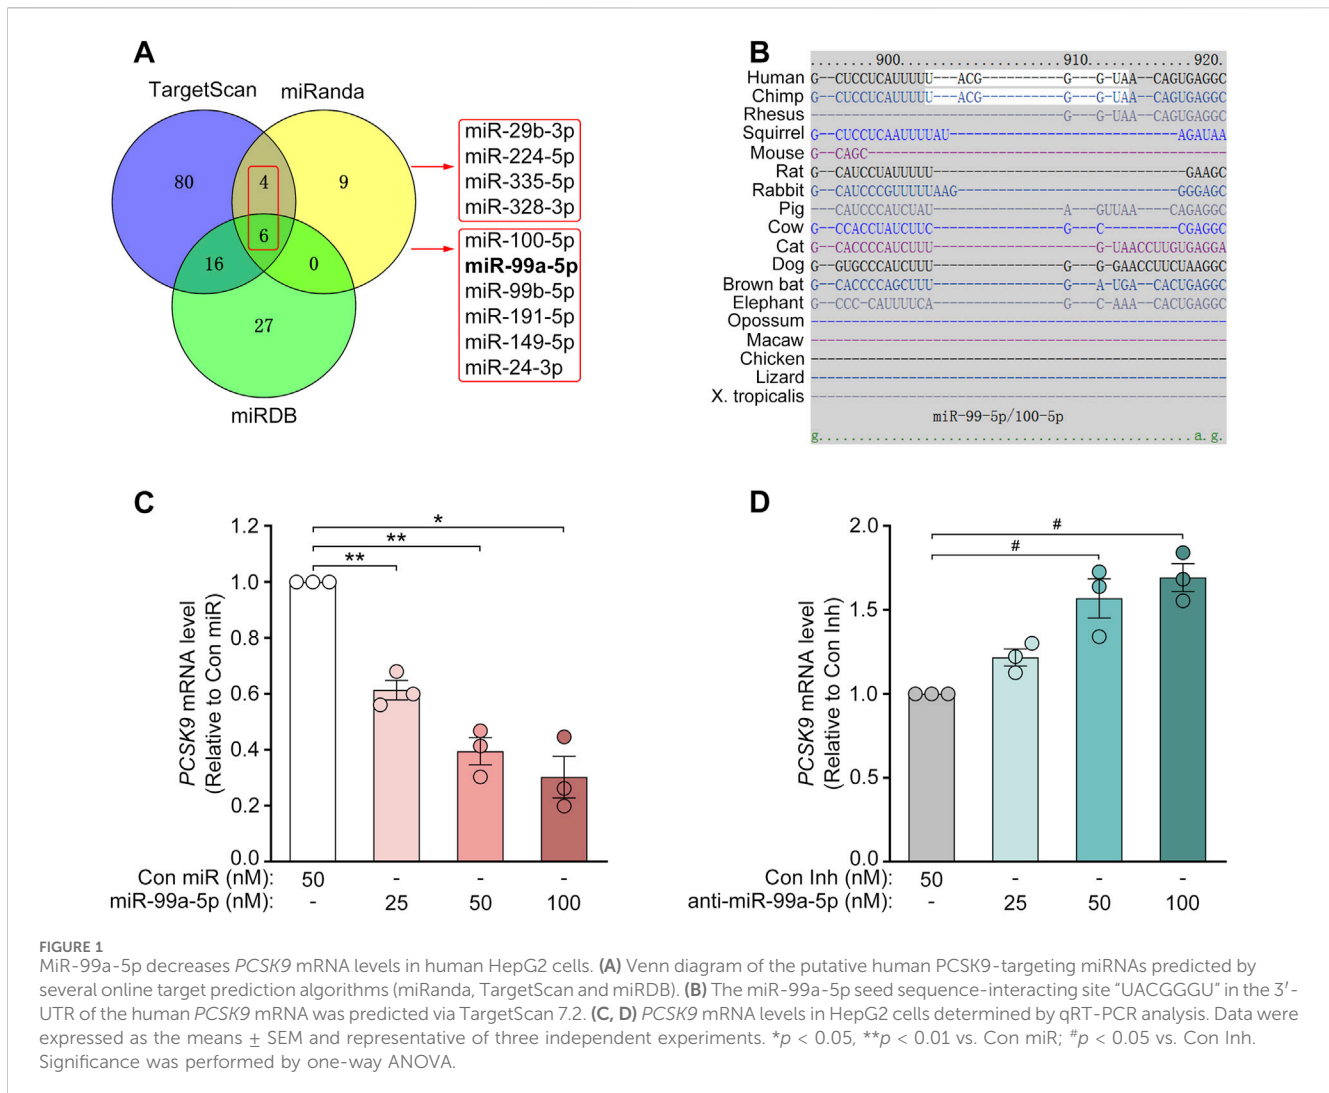 A
TargetScan
miRanda
80
4
9
6
16
0
27
miRDB
miR-29b-3p
miR-224-5p
miR-335-5p
miR-328-3p
miR-100-5p
miR-99a-5p
miR-99b-5p
miR-191-5p
miR-149-5p
miR-24-3p
B
........900..............910..........920.
Human G--CUCCUCAUUUUU---ACG---------G--G-UAA--CAGUGAGGC
Chimp G--CUCCUCAUUUUU---ACG---------G--G-UAA--CAGUGAGGC
Rhesus G--G-UAA--CAGUGAGGC
Squirrel G--CUCCUCAAUUUUAU-------------------------AGAUAA
Mouse G--CAGC----------------------------------------
Rat G--CAUCCUAUUUUU----------------------------GAAGC
Rabbit G--CAUCCCGUUUUUAAG------------------------GGGAGC
Pig ---CAUCCCAUCUAU---------------A---GUUAA---CAGAGGC
Cow G--CCACCUAUCUUC---------------G---C--------CGAGGC
Cat G--CACCCCAUCUUU------------------G-UAACCUUGUGAGGA
Dog G--GUGCCCAUCUUU---------------G--G-GAACCUUCUAAGGC
Brown bat G--CACCCCAGCUUU---------------G--A-UGA--CACUGAGGC
Elephant G--CCC-CAUUUUCA---------------G--C-AAA--CACUGAGGC
Opossum
Macaw
Chicken
Lizard
X. tropicalis
miR-99-5p/100-5p
g..........................................a.g.
C
PCSK9 mRNA level
(Relative to Con miR)
1.2
1.0
0.8
0.6
0.4
0.2
0.0
**
**
*
Con miR (nM): 50 - - -
miR-99a-5p (nM): - 25 50 100
D
PCSK9 mRNA level
(Relative to Con Inh)
2.0
1.5
1.0
0.5
0.0
#
#
Con Inh (nM): 50 - - -
anti-miR-99a-5p (nM): - 25 50 100
FIGURE 1
MiR-99a-5p decreases PCSK9 mRNA levels in human HepG2 cells. (A) Venn diagram of the putative human PCSK9-targeting miRNAs predicted by
several online target prediction algorithms (miRanda, TargetScan and miRDB). (B) The miR-99a-5p seed sequence-interacting site “UACGGGU” in the 3′-
UTR of the human PCSK9 mRNA was predicted via TargetScan 7.2. (C, D) PCSK9 mRNA levels in HepG2 cells determined by qRT-PCR analysis. Data were
expressed as the means ± SEM and representative of three independent experiments. *p < 0.05, **p < 0.01 vs. Con miR; #p < 0.05 vs. Con Inh.
Significance was performed by one-way ANOVA.